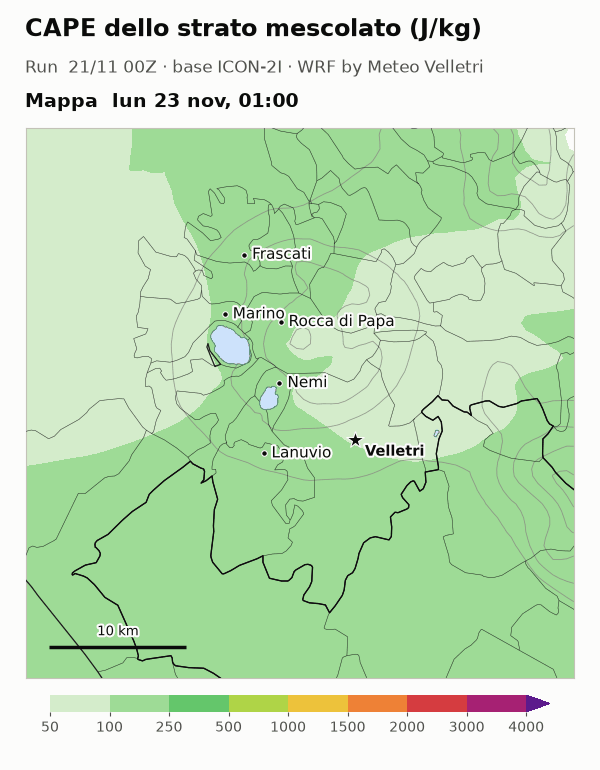 CAPE dello strato mescolato (J/kg)
Run  21/11 00Z · base ICON-2I · WRF by Meteo Velletri
Mappa  lun 23 nov, 01:00
Frascati
Marino
Rocca di Papa
Nemi
Velletri
Lanuvio
10 km
50 100 250 500 1000 1500 2000 3000 4000